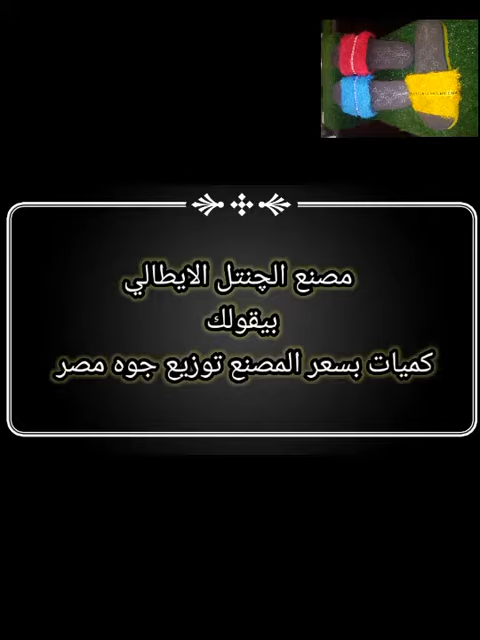 مصنع الچنتل الايطالي
بيقولك
كميات بسعر المصنع توزيع جوه مصر